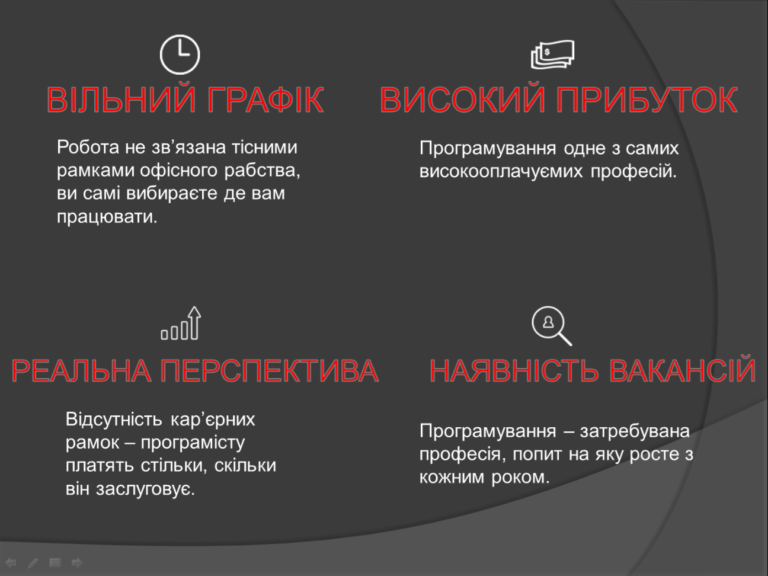 ВІЛЬНИЙ ГРАФІК
Робота не зв’язана тісними
рамками офісного рабства,
ви самі вибираєте де вам
працювати.
ВИСОКИЙ ПРИБУТОК
Програмування одне з самих
високооплачуємих професій.
РЕАЛЬНА ПЕРСПЕКТИВА
Відсутність кар’єрних
рамок – програмісту
платять стільки, скільки
він заслуговує.
НАЯВНІСТЬ ВАКАНСІЙ
Програмування – затребувана
професія, попит на яку росте з
кожним роком.